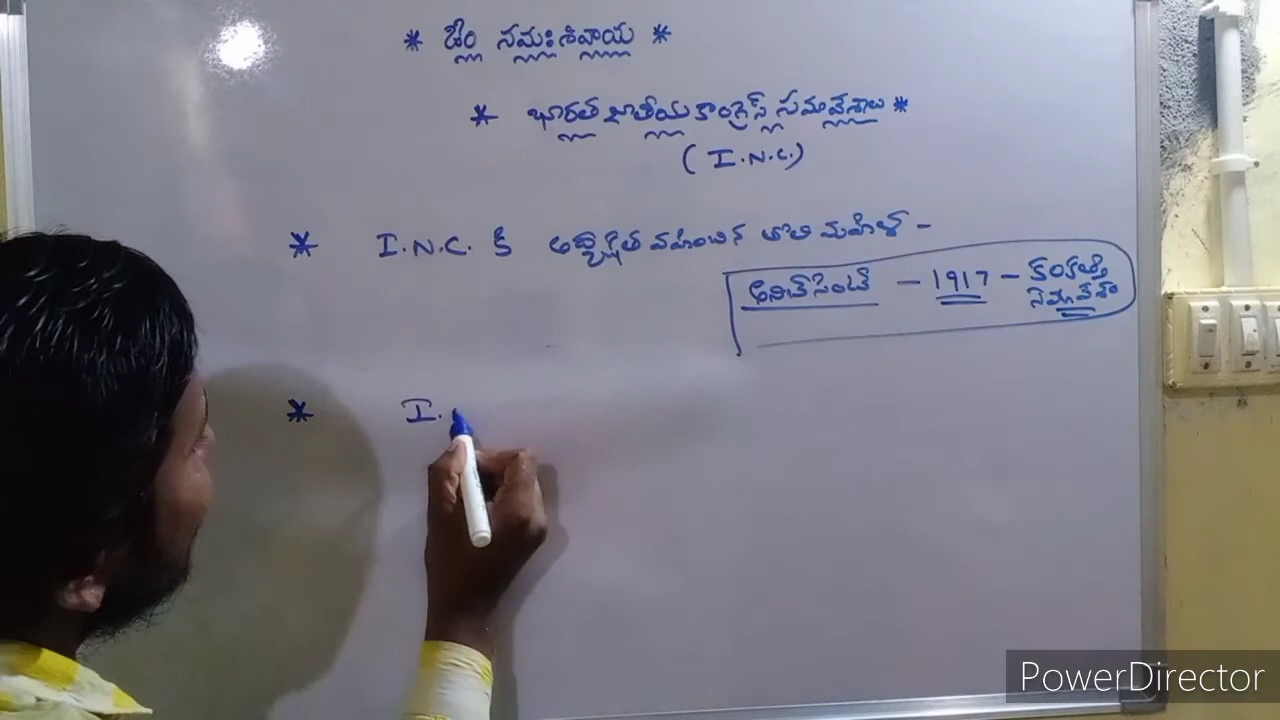 * ఓం నమఃశివాయ *
* భారత జాతీయ కాంగ్రెస్ సమావేశాలు *
(I.N.C.)
* I.N.C. కి అధ్యక్షత వహించిన తొలి మహిళ -
అనిబీసెంట్ - 1917 - కలకత్తా
సమావేశం
* I.
PowerDirector